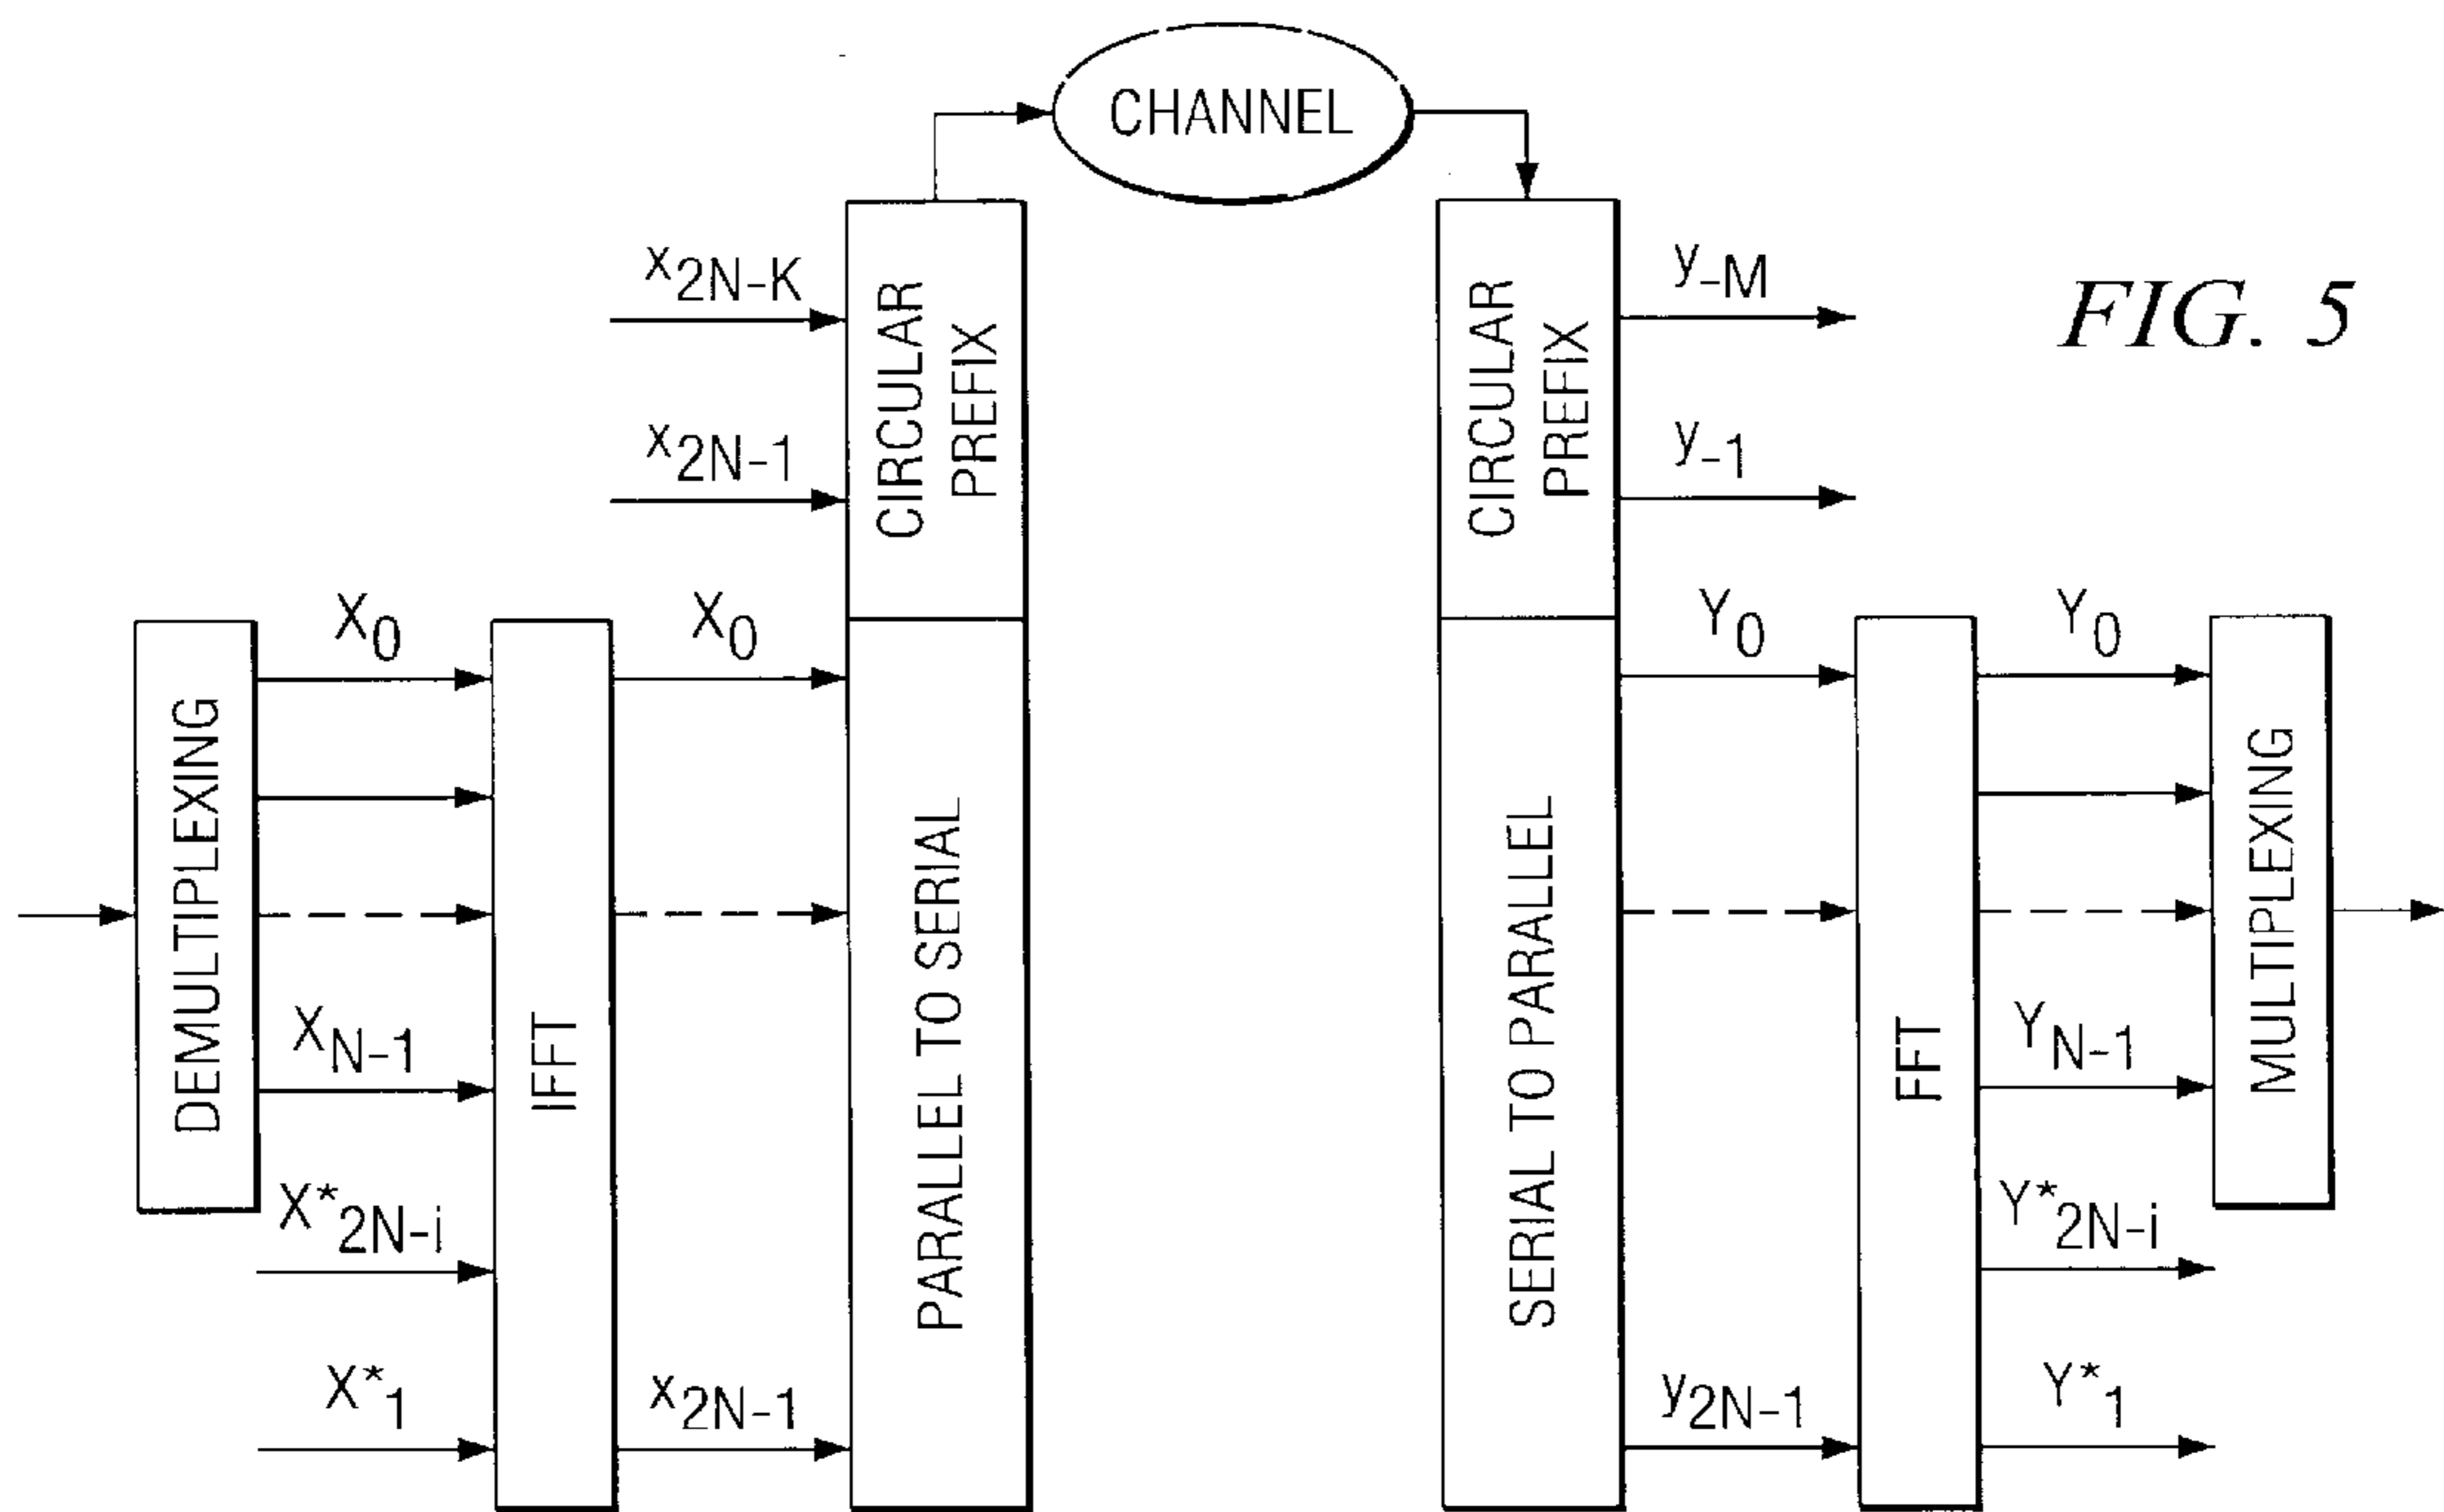 CHANNEL
FIG. 5
x2N-K
x2N-1
CIRCULAR
PREFIX
CIRCULAR
PREFIX
y-M
y-1
DEMULTIPLEXING
X0
XN-1
X*2N-i
X*1
IFFT
X0
x2N-1
PARALLEL TO SERIAL
SERIAL TO PARALLEL
Y0
y2N-1
FFT
Y0
YN-1
Y*2N-i
Y*1
MULTIPLEXING